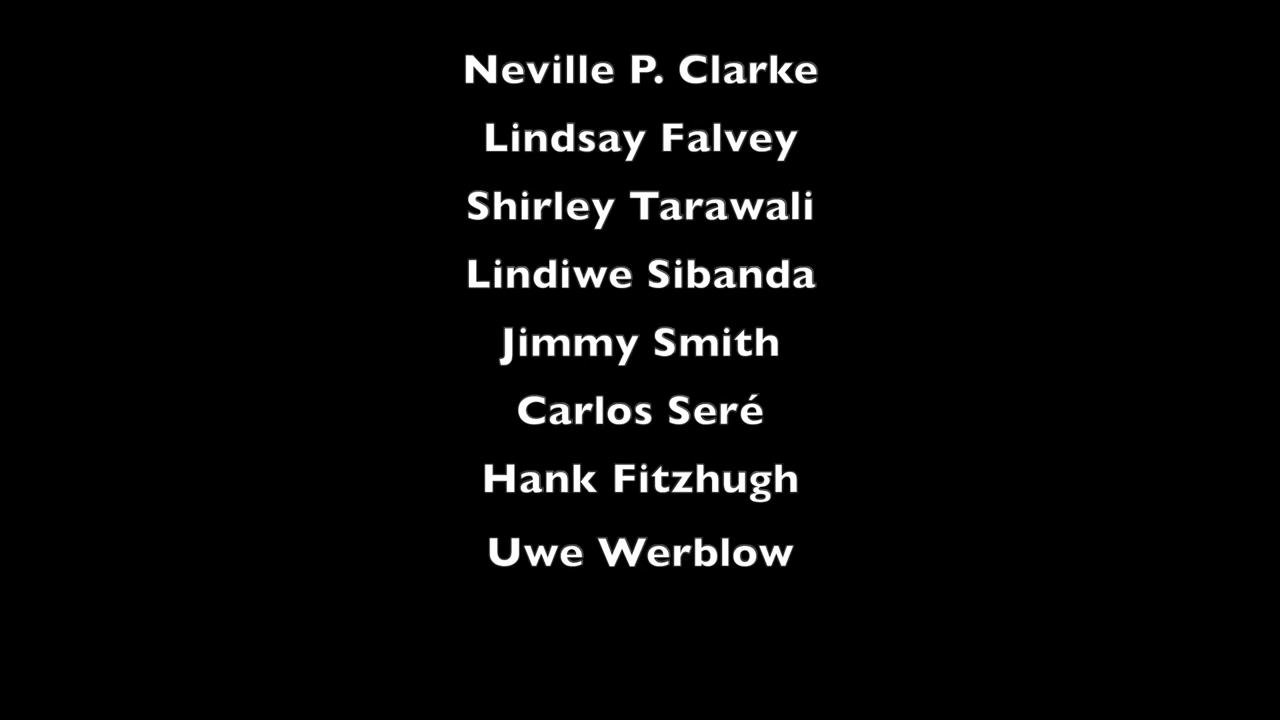 Neville P. Clarke
Lindsay Falvey
Shirley Tarawali
Lindiwe Sibanda
Jimmy Smith
Carlos Seré
Hank Fitzhugh
Uwe Werblow